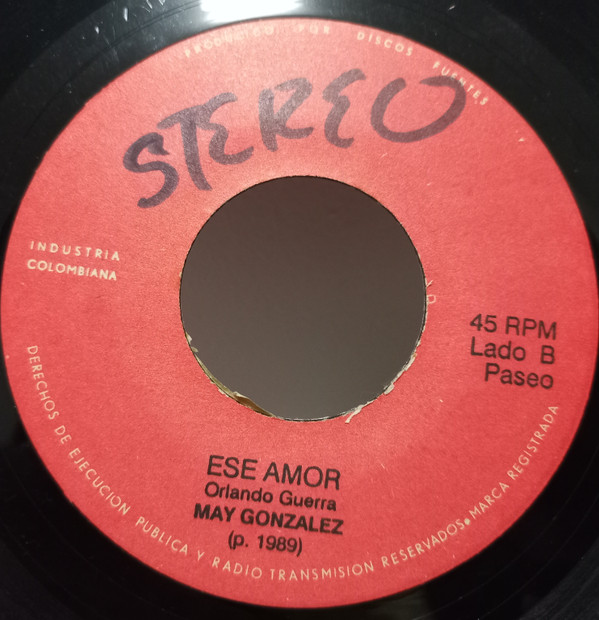 PRODUCIDO POR DISCOS FUENTES
STEREO
INDUSTRIA
COLOMBIANA
45 RPM
Lado B
Paseo
ESE AMOR
Orlando Guerra
MAY GONZALEZ
(p. 1989)
DERECHOS DE EJECUCION PUBLICA Y RADIO TRANSMISION RESERVADOS • MARCA REGISTRADA